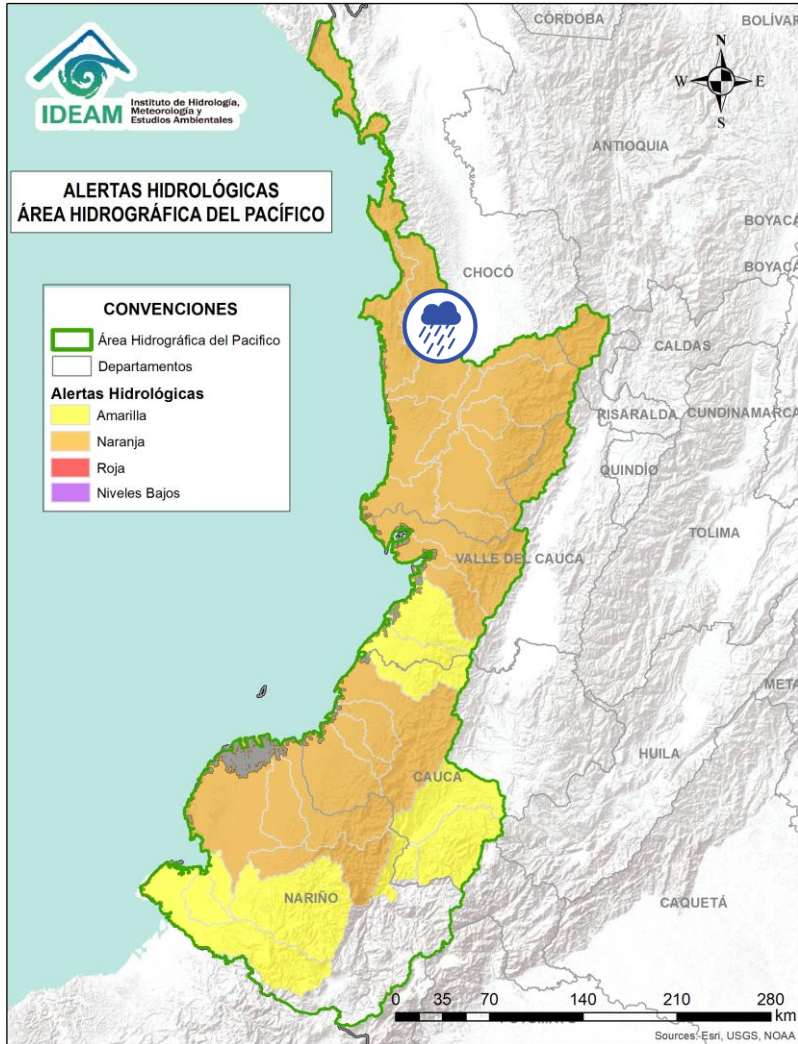 IDEAM
Instituto de Hidrología,
Meteorología y
Estudios Ambientales
ALERTAS HIDROLÓGICAS
ÁREA HIDROGRÁFICA DEL PACÍFICO
CONVENCIONES
Área Hidrográfica del Pacifico
Departamentos
Alertas Hidrológicas
Amarilla
Naranja
Roja
Niveles Bajos
N
W
E
S
CÓRDOBA
BOLÍVAR
ANTIOQUIA
BOYACÁ
CHOCÓ
BOYACÁ
CALDAS
RISARALDA
CUNDINAMARCA
QUINDÍO
TOLIMA
VALLE DEL CAUCA
META
HUILA
CAUCA
NARIÑO
CAQUETÁ
0 35 70 140 210 280
km
Sources: Esri, USGS, NOAA